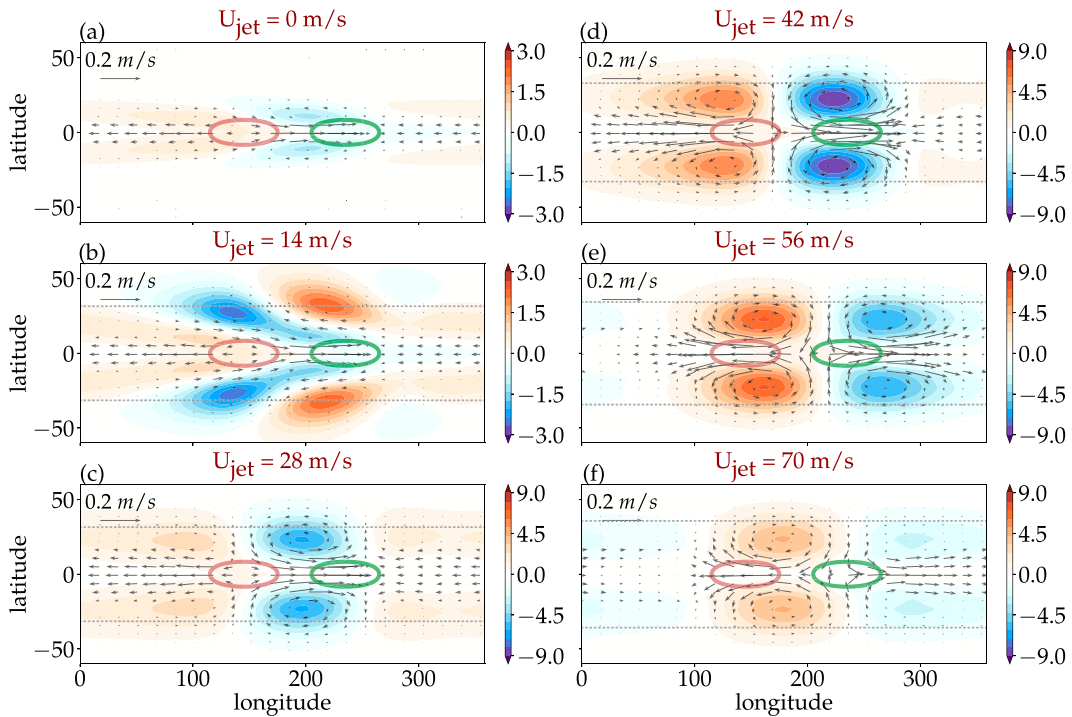 (a)
U_jet = 0 m/s
0.2 m/s
latitude
50
0
−50
3.0
1.5
0.0
−1.5
−3.0
(d)
U_jet = 42 m/s
0.2 m/s
9.0
4.5
0.0
−4.5
−9.0
(b)
U_jet = 14 m/s
0.2 m/s
latitude
50
0
−50
3.0
1.5
0.0
−1.5
−3.0
(e)
U_jet = 56 m/s
0.2 m/s
9.0
4.5
0.0
−4.5
−9.0
(c)
U_jet = 28 m/s
0.2 m/s
latitude
50
0
−50
0 100 200 300
longitude
9.0
4.5
0.0
−4.5
−9.0
(f)
U_jet = 70 m/s
0.2 m/s
0 100 200 300
longitude
9.0
4.5
0.0
−4.5
−9.0